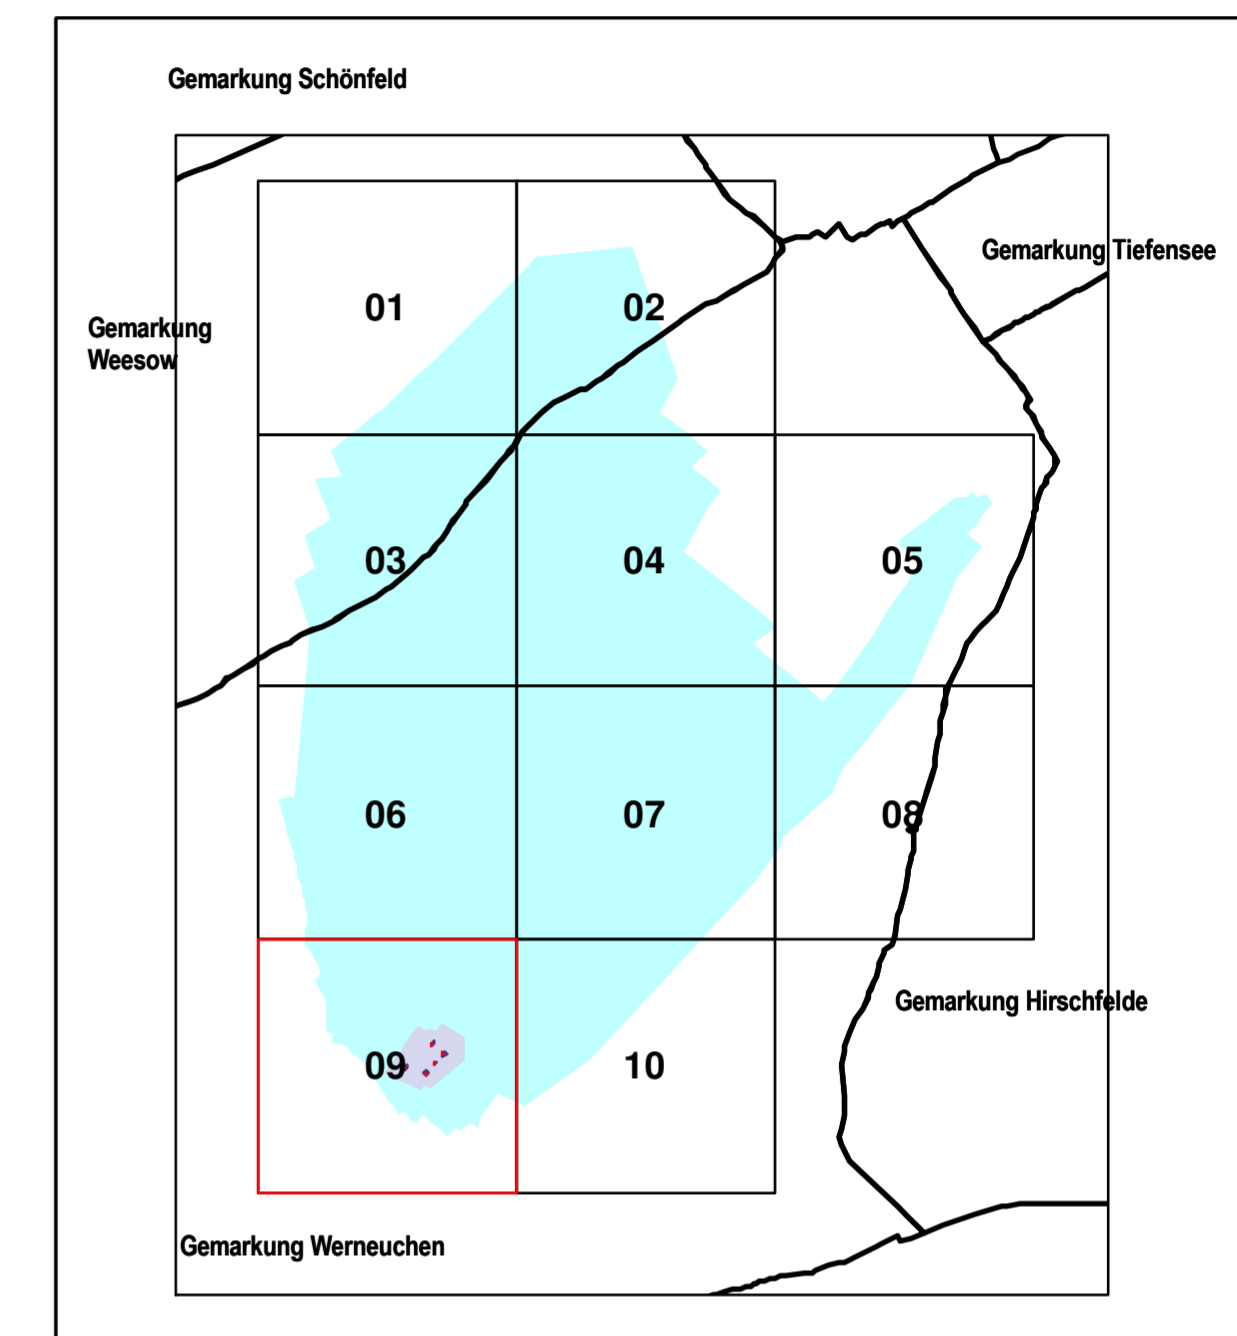 Gemarkung Schönfeld
Gemarkung Tiefensee
01
02
Gemarkung
Weesow
03
04
05
06
07
08
Gemarkung Hirschfelde
09
10
Gemarkung Werneuchen